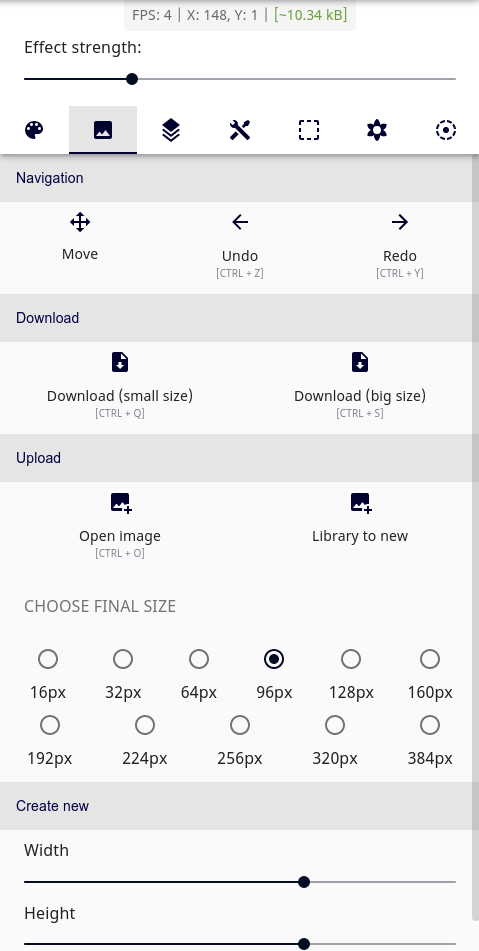 FPS: 4 | X: 148, Y: 1 | [~10.34 kB]
Effect strength:
Navigation
Move Undo Redo
[CTRL + Z] [CTRL + Y]
Download
Download (small size) Download (big size)
[CTRL + Q] [CTRL + S]
Upload
Open image Library to new
[CTRL + O]
CHOOSE FINAL SIZE
16px 32px 64px 96px 128px 160px
192px 224px 256px 320px 384px
Create new
Width
Height